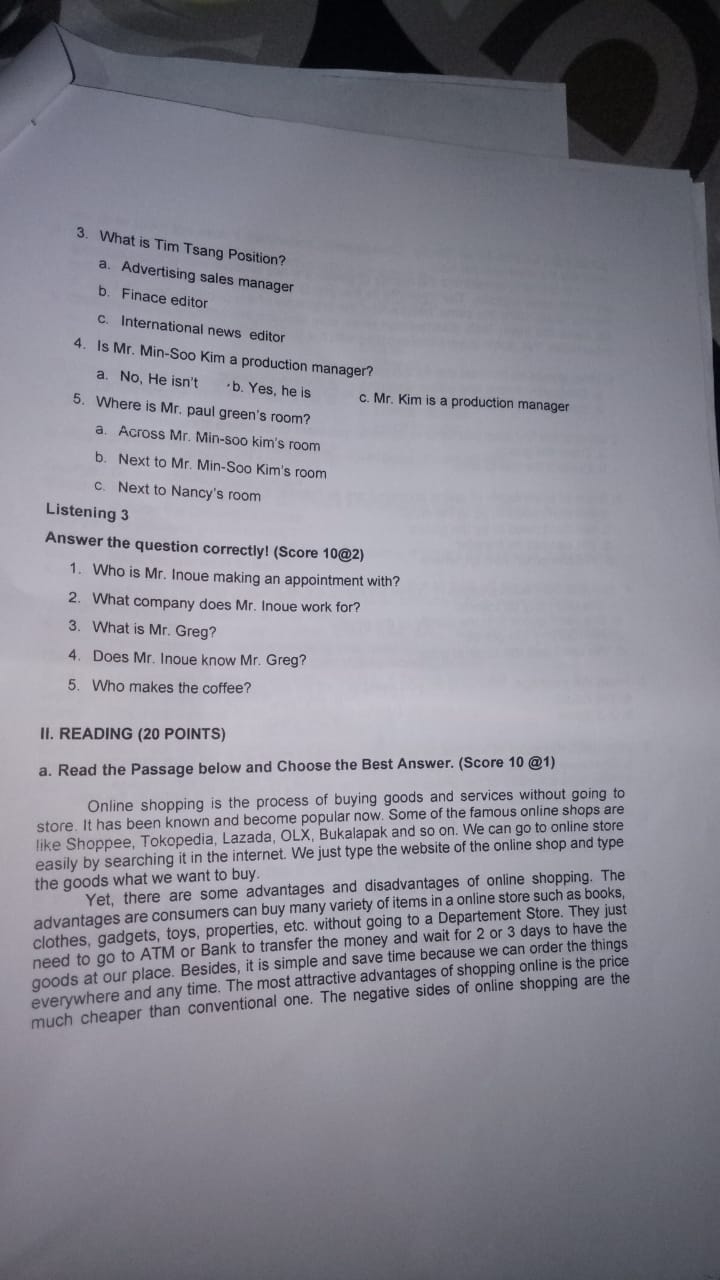 3. What is Tim Tsang Position?
a. Advertising sales manager
b. Finace editor
c. International news editor
4. Is Mr. Min-Soo Kim a production manager?
a. No, He isn't b. Yes, he is c. Mr. Kim is a production manager
5. Where is Mr. paul green's room?
a. Across Mr. Min-soo kim's room
b. Next to Mr. Min-Soo Kim's room
c. Next to Nancy's room
Listening 3
Answer the question correctly! (Score 10@2)
1. Who is Mr. Inoue making an appointment with?
2. What company does Mr. Inoue work for?
3. What is Mr. Greg?
4. Does Mr. Inoue know Mr. Greg?
5. Who makes the coffee?
II. READING (20 POINTS)
a. Read the Passage below and Choose the Best Answer. (Score 10 @1)
Online shopping is the process of buying goods and services without going to
store. It has been known and become popular now. Some of the famous online shops are
like Shoppee, Tokopedia, Lazada, OLX, Bukalapak and so on. We can go to online store
easily by searching it in the internet. We just type the website of the online shop and type
the goods what we want to buy.
Yet, there are some advantages and disadvantages of online shopping. The
advantages are consumers can buy many variety of items in a online store such as books,
clothes, gadgets, toys, properties, etc. without going to a Departement Store. They just
need to go to ATM or Bank to transfer the money and wait for 2 or 3 days to have the
goods at our place. Besides, it is simple and save time because we can order the things
everywhere and any time. The most attractive advantages of shopping online is the price
much cheaper than conventional one. The negative sides of online shopping are the